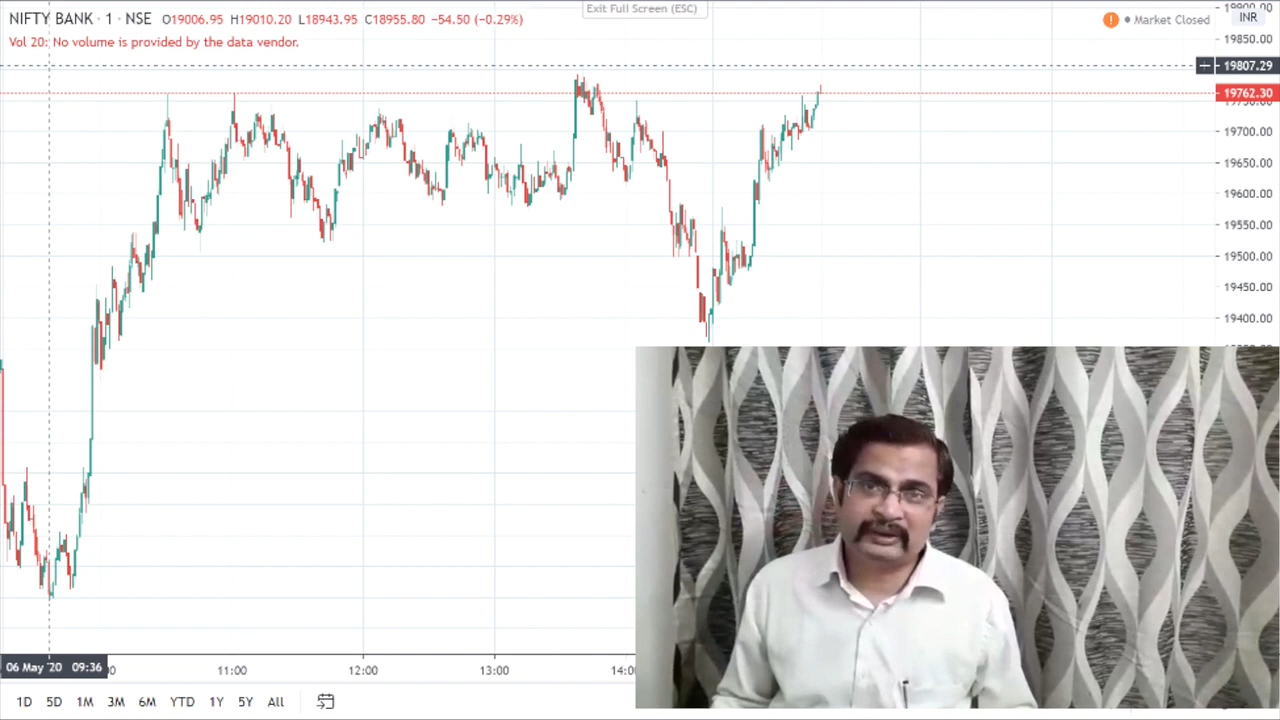 NIFTY BANK · 1 · NSE O19006.95 H19010.20 L18943.95 C18955.80 −54.50 (−0.29%)
Exit Full Screen (ESC)
! Market Closed
INR
Vol 20: No volume is provided by the data vendor.
19850.00
19807.29
19762.30
19700.00
19650.00
19600.00
19550.00
19500.00
19450.00
19400.00
06 May '20 09:36
11:00
12:00
13:00
1D 5D 1M 3M 6M YTD 1Y 5Y All